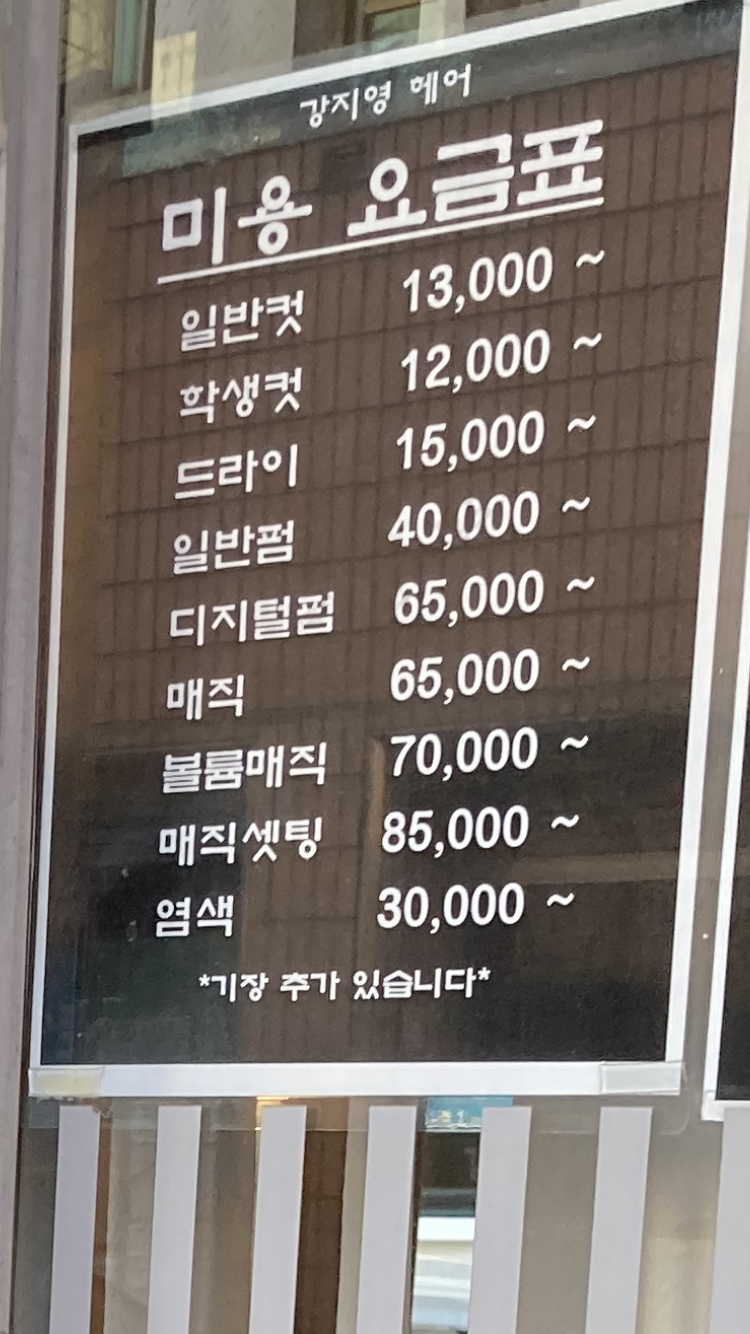 강지영 헤어
미용 요금표
일반컷 13,000 ~
학생컷 12,000 ~
드라이 15,000 ~
일반펌 40,000 ~
디지털펌 65,000 ~
매직 65,000 ~
볼륨매직 70,000 ~
매직셋팅 85,000 ~
염색 30,000 ~
*기장 추가 있습니다*